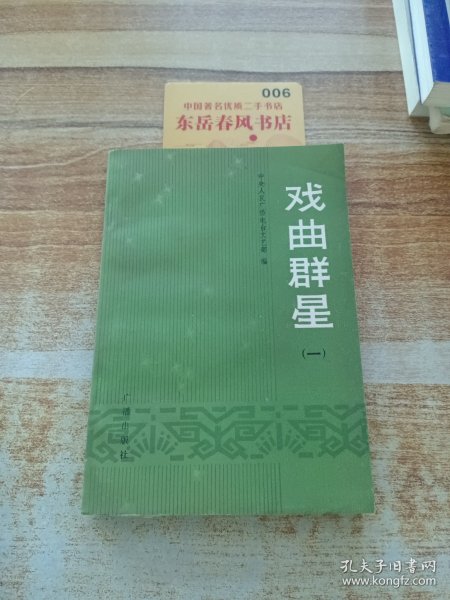 006
中国著名优质二手书店
东岳春风书店
戏曲群星
(一)
中央人民广播电台文艺部 编
广播出版社
孔夫子旧书网
www.kongfz.com